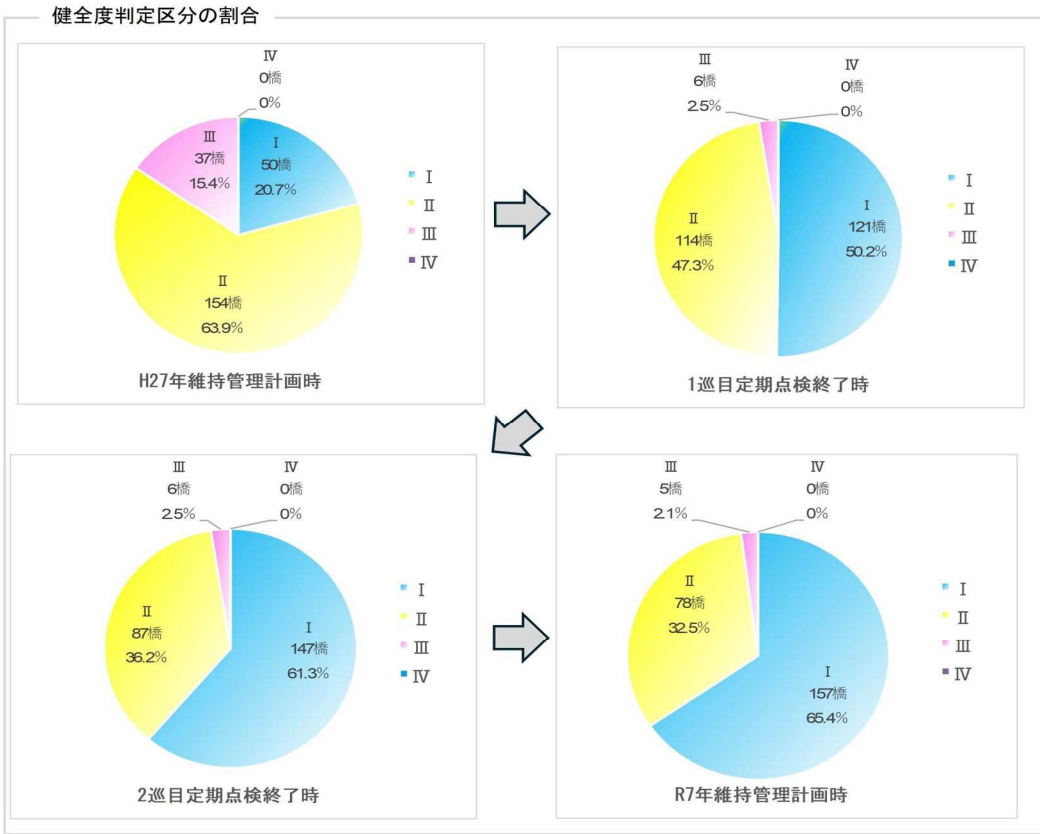 健全度判定区分の割合
Ⅳ
0橋
0%
Ⅲ
37橋
15.4%
Ⅰ
50橋
20.7%
Ⅱ
154橋
63.9%
Ⅰ
Ⅱ
Ⅲ
Ⅳ
H27年維持管理計画時
Ⅲ
6橋
2.5%
Ⅳ
0橋
0%
Ⅱ
114橋
47.3%
Ⅰ
121橋
50.2%
Ⅰ
Ⅱ
Ⅲ
Ⅳ
1巡目定期点検終了時
Ⅲ
6橋
2.5%
Ⅳ
0橋
0%
Ⅱ
87橋
36.2%
Ⅰ
147橋
61.3%
Ⅰ
Ⅱ
Ⅲ
Ⅳ
2巡目定期点検終了時
Ⅲ
5橋
2.1%
Ⅳ
0橋
0%
Ⅱ
78橋
32.5%
Ⅰ
157橋
65.4%
Ⅰ
Ⅱ
Ⅲ
Ⅳ
R7年維持管理計画時